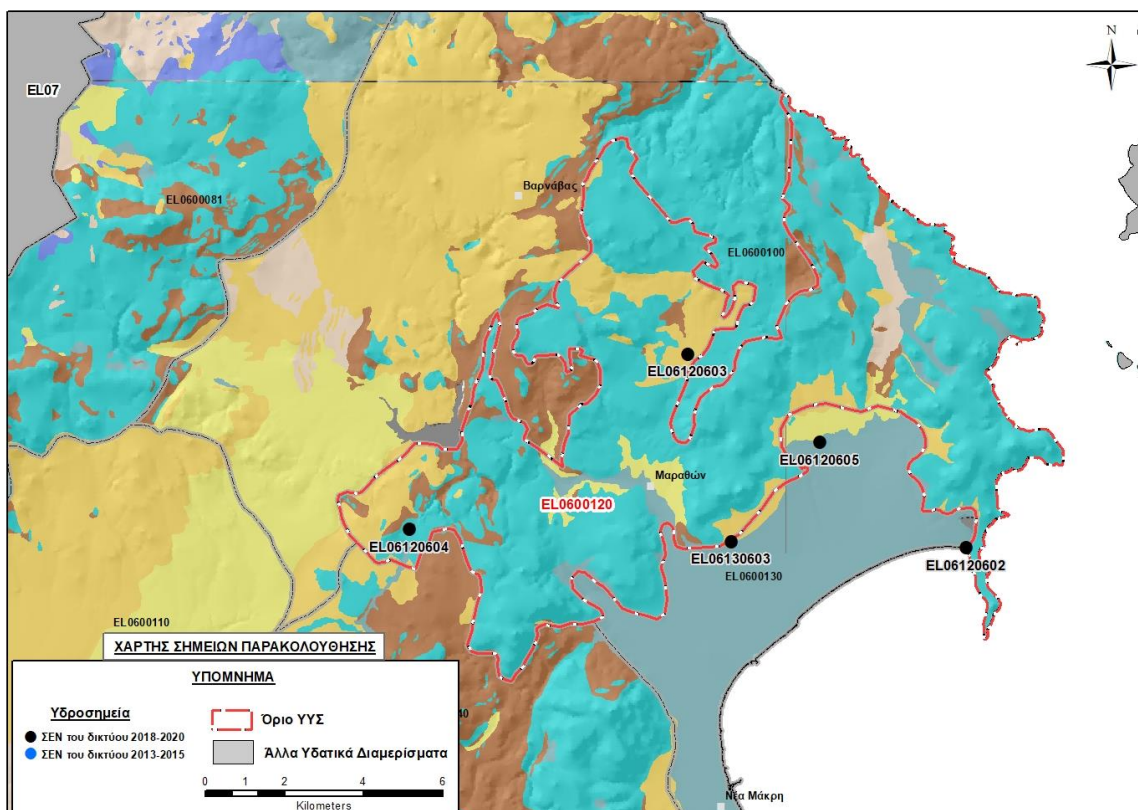 N
EL07
Βαρνάβας
EL0600081
EL0600100
EL06120603
EL06120605
Μαραθών
EL0600120
EL06120604
EL06130603
EL06120602
EL0600130
EL0600110
ΧΑΡΤΗΣ ΣΗΜΕΙΩΝ ΠΑΡΑΚΟΛΟΥΘΗΣΗΣ
ΥΠΟΜΝΗΜΑ
Υδροσημεία
ΣΕΝ του δικτύου 2018-2020
ΣΕΝ του δικτύου 2013-2015
Όριο ΥΥΣ
Άλλα Υδατικά Διαμερίσματα
40
0 1 2 4 6
Kilometers
Νέα Μάκρη